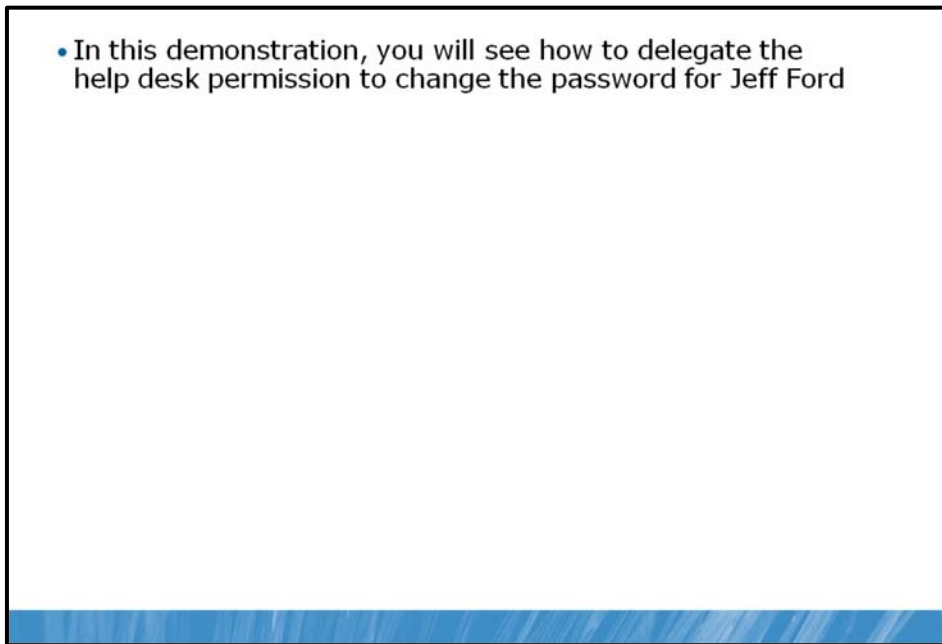 • In this demonstration, you will see how to delegate the
help desk permission to change the password for Jeff Ford